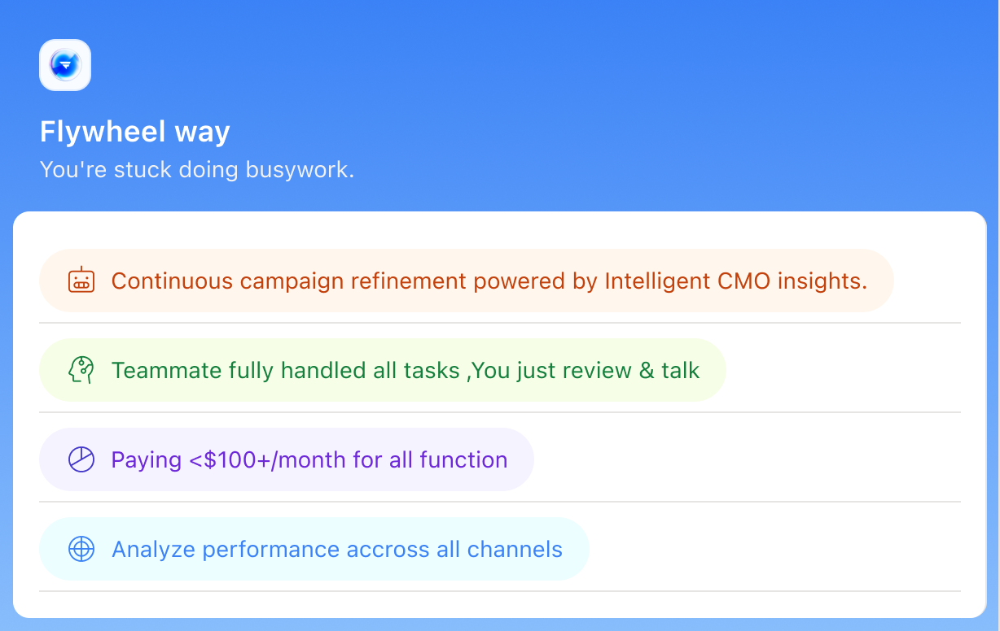 Flywheel way
You're stuck doing busywork.
Continuous campaign refinement powered by Intelligent CMO insights.
Teammate fully handled all tasks ,You just review & talk
Paying <$100+/month for all function
Analyze performance accross all channels